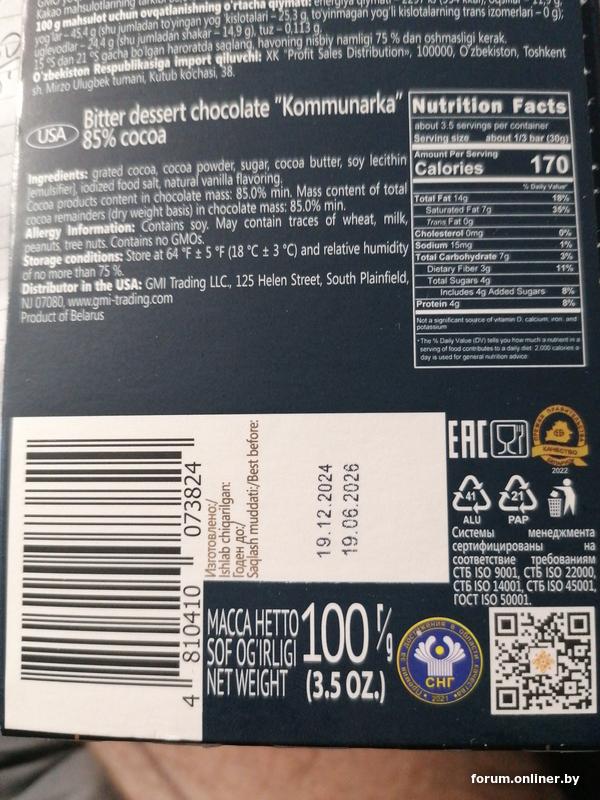 100 g mahsulot uchun ovqatlanishning o'rtacha qiymati:
yog'lar – 45,4 g (shu jumladan to'yingan yog' kislotalari – 25,3 g, to'yinmagan yog'li kislotalarning trans izomerlari – 0 g);
uglevodlar – 24,4 g (shu jumladan shakar – 14,9 g), tuz – 0,113 g.
15 °S dan 21 °S gacha bo'lgan haroratda saqlang, havoning nisbiy namligi 75 % dan oshmasligi kerak.
O'zbekiston Respublikasiga import qiluvchi: XK "Profit Sales Distribution", 100000, O'zbekiston, Toshkent
sh. Mirzo Ulugbek tumani, Kutub ko'chasi, 38.
USA
Bitter dessert chocolate "Kommunarka"
85% cocoa
Ingredients: grated cocoa, cocoa powder, sugar, cocoa butter, soy lecithin
(emulsifier), iodized food salt, natural vanilla flavoring.
Cocoa products content in chocolate mass: 85.0% min. Mass content of total
cocoa remainders (dry weight basis) in chocolate mass: 85.0% min.
Allergy Information: Contains soy. May contain traces of wheat, milk,
peanuts, tree nuts. Contains no GMOs.
Storage conditions: Store at 64 °F ± 5 °F (18 °C ± 3 °C) and relative humidity
of no more than 75 %.
Distributor in the USA: GMI Trading LLC., 125 Helen Street, South Plainfield,
NJ 07080, www.gmi-trading.com
Product of Belarus
Nutrition Facts
about 3.5 servings per container
Serving size about 1/3 bar (30g)
Amount Per Serving
Calories 170
% Daily Value*
Total Fat 14g 18%
Saturated Fat 7g 35%
Trans Fat 0g
Cholesterol 0mg 0%
Sodium 15mg 1%
Total Carbohydrate 7g 3%
Dietary Fiber 3g 11%
Total Sugars 4g
Includes 4g Added Sugars 8%
Protein 4g 8%
Not a significant source of vitamin D, calcium, iron, and
potassium
* The % Daily Value (DV) tells you how much a nutrient in a
serving of food contributes to a daily diet. 2,000 calories a
day is used for general nutrition advice.
4 810410 073824
Изготовлено:/
Ishlab chiqarilgan:
Годен до:/
Saqlash muddati:/Best before:
19.12.2024
19.06.2026
EAC
КАЧЕСТВО
2022
41
ALU
21
PAP
Системы менеджмента
сертифицированы на
соответствие требованиям
СТБ ISO 9001, СТБ ISO 22000,
СТБ ISO 14001, СТБ ISO 45001,
ГОСТ ISO 50001.
МАССА НЕТТО
SOF OG'IRLIGI
NET WEIGHT
100 г/g
(3.5 OZ.)
СНГ
2021
forum.onliner.by